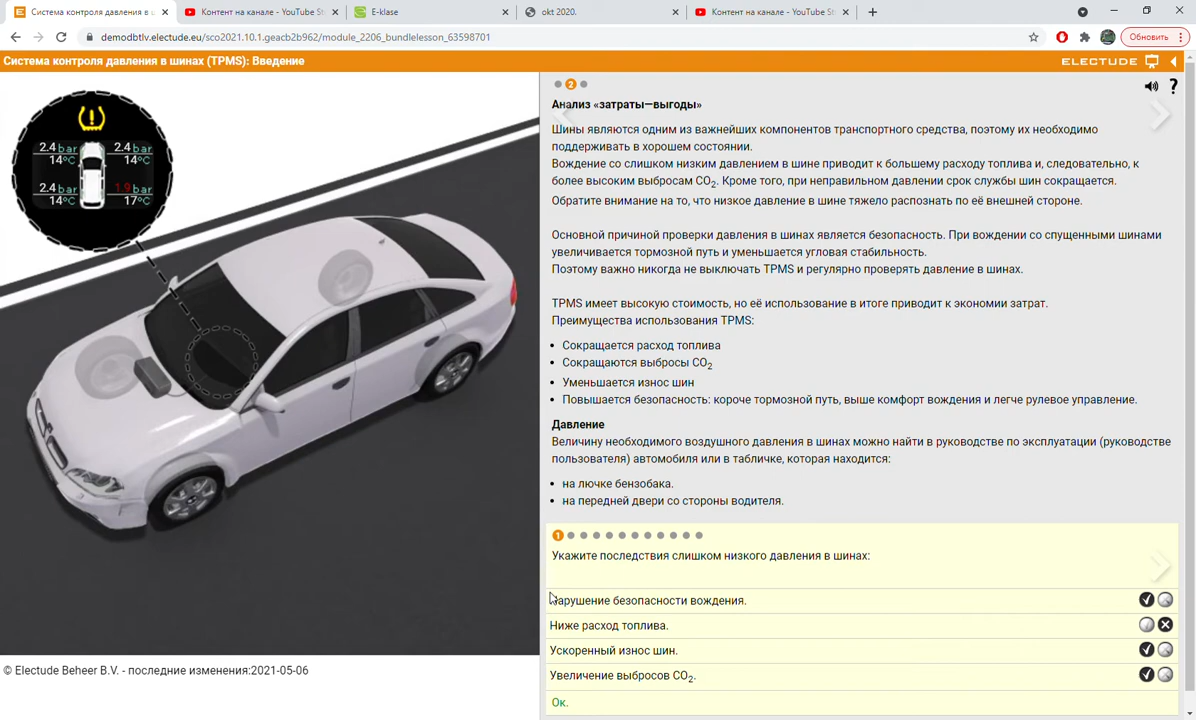 Система контроля давления в ш
Контент на канале - YouTube St
E-klase
okt 2020.
Контент на канале - YouTube St
demodbtlv.electude.eu/sco2021.10.1.geacb2b962/module_2206_bundlelesson_63598701
Обновить
Система контроля давления в шинах (TPMS): Введение
ELECTUDE
2.4 bar 2.4 bar
14°C 14°C
2.4 bar 1.9 bar
14°C 17°C
2
?
Анализ «затраты—выгоды»
Шины являются одним из важнейших компонентов транспортного средства, поэтому их необходимо
поддерживать в хорошем состоянии.
Вождение со слишком низким давлением в шине приводит к большему расходу топлива и, следовательно, к
более высоким выбросам CO2. Кроме того, при неправильном давлении срок службы шин сокращается.
Обратите внимание на то, что низкое давление в шине тяжело распознать по её внешней стороне.
Основной причиной проверки давления в шинах является безопасность. При вождении со спущенными шинами
увеличивается тормозной путь и уменьшается угловая стабильность.
Поэтому важно никогда не выключать TPMS и регулярно проверять давление в шинах.
TPMS имеет высокую стоимость, но её использование в итоге приводит к экономии затрат.
Преимущества использования TPMS:
• Сокращается расход топлива
• Сокращаются выбросы CO2
• Уменьшается износ шин
• Повышается безопасность: короче тормозной путь, выше комфорт вождения и легче рулевое управление.
Давление
Величину необходимого воздушного давления в шинах можно найти в руководстве по эксплуатации (руководстве
пользователя) автомобиля или в табличке, которая находится:
• на лючке бензобака.
• на передней двери со стороны водителя.
1
Укажите последствия слишком низкого давления в шинах:
Нарушение безопасности вождения.
Ниже расход топлива.
Ускоренный износ шин.
Увеличение выбросов CO2.
Ок.
© Electude Beheer B.V. - последние изменения:2021-05-06